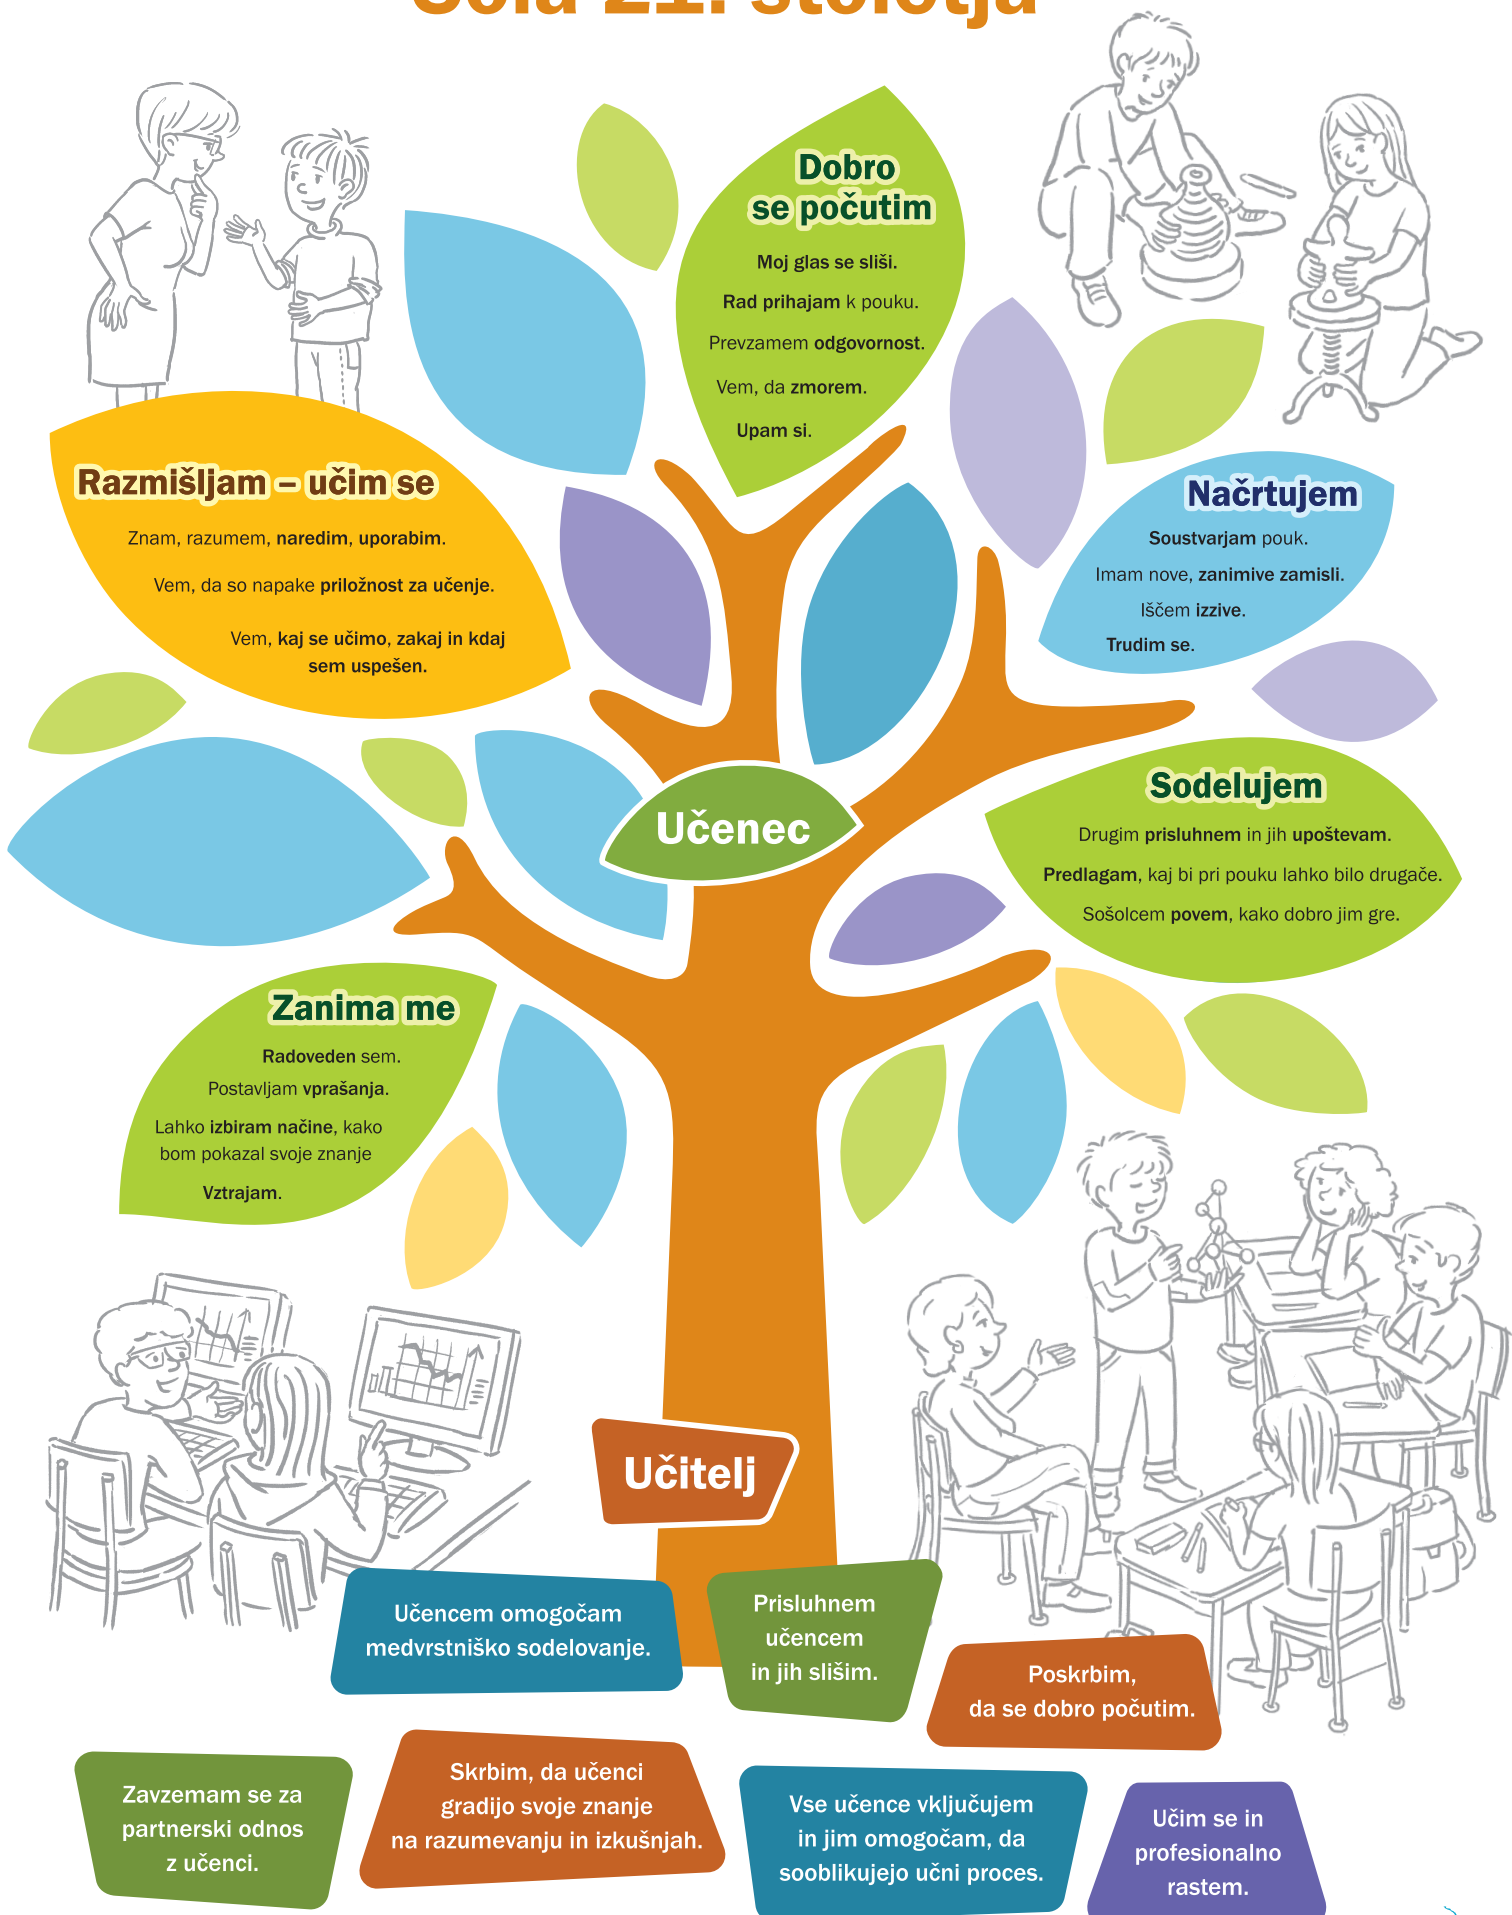 Šola 21. stoletja
Dobro
se počutim
Moj glas se sliši.
Rad prihajam k pouku.
Prevzamem odgovornost.
Vem, da zmorem.
Upam si.
Razmišljam – učim se
Znam, razumem, naredim, uporabim.
Vem, da so napake priložnost za učenje.
Vem, kaj se učimo, zakaj in kdaj
sem uspešen.
Načrtujem
Soustvarjam pouk.
Imam nove, zanimive zamisli.
Iščem izzive.
Trudim se.
Učenec
Sodelujem
Drugim prisluhnem in jih upoštevam.
Predlagam, kaj bi pri pouku lahko bilo drugače.
Sošolcem povem, kako dobro jim gre.
Zanima me
Radoveden sem.
Postavljam vprašanja.
Lahko izbiram načine, kako
bom pokazal svoje znanje
Vztrajam.
Učitelj
Učencem omogočam
medvrstniško sodelovanje.
Prisluhnem
učencem
in jih slišim.
Poskrbim,
da se dobro počutim.
Zavzemam se za
partnerski odnos
z učenci.
Skrbim, da učenci
gradijo svoje znanje
na razumevanju in izkušnjah.
Vse učence vključujem
in jim omogočam, da
sooblikujejo učni proces.
Učim se in
profesionalno
rastem.